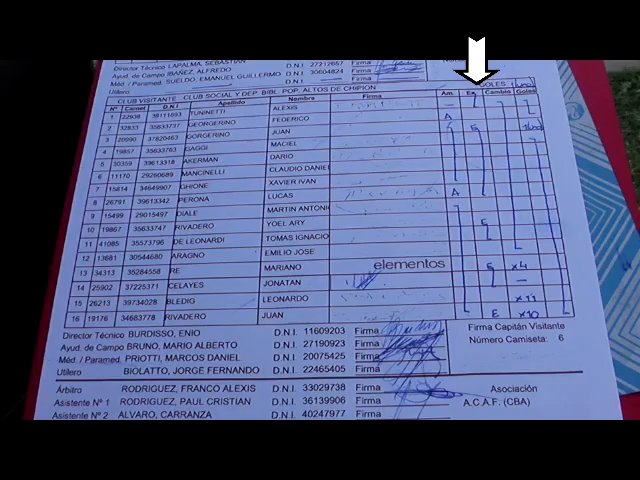 LAPALMA, SEBASTIAN D.N.I. 27212657 Firma
Director Técnico
Ayud. de Campo IBAÑEZ, ALFREDO D.N.I. 30604824 Firma
Méd. / Paramed. SUELDO, EMANUEL GUILLERMO D.N.I. Firma
Utilero
CLUB VISITANTE CLUB SOCIAL Y DEP. B/BL. POP. ALTOS DE CHIPION GOLES
Nº Carnet D.N.I. Apellido Nombre Firma Am. Ex. Cambio Goles
1 22938 38111893 TUNINETTI ALEXIS
2 32833 35833737 GEORGERINO FEDERICO A
3 20990 37820463 GORGERINO JUAN E
4 19857 35633783 GAGGI MACIEL
5 30359 39613318 AKERMAN DARIO
6 11170 29260689 MANCINELLI CLAUDIO DANIEL
7 15814 34649907 GHIONE XAVIER IVAN
8 26791 39613342 PERONA LUCAS A
9 15499 29015497 DIALE MARTIN ANTONI
10 19867 35633747 RIVADERO YOEL ARY E
11 41085 35573796 DE LEONARDI TOMAS IGNACIO
12 13681 30544680 ARAGNO EMILIO JOSE
13 34313 35284558 RE MARIANO elementos E x4
14 25902 37225371 CELAYES JONATAN
15 26213 39734028 BLEDIG LEONARDO x11
16 19176 34683778 RIVADERO JUAN E x10
Director Técnico BURDISSO, ENIO D.N.I. 11609203 Firma
Ayud. de Campo BRUNO, MARIO ALBERTO D.N.I. 27190923 Firma
Méd. / Paramed. PRIOTTI, MARCOS DANIEL D.N.I. 20075425 Firma
Utilero BIOLATTO, JORGE FERNANDO D.N.I. 22465405 Firma
Firma Capitán Visitante
Número Camiseta: 6
Árbitro RODRIGUEZ, FRANCO ALEXIS D.N.I. 33029738 Firma
Asistente Nº 1 RODRIGUEZ, PAUL CRISTIAN D.N.I. 36139906 Firma
Asistente Nº 2 ALVARO, CARRANZA D.N.I. 40247977 Firma
Asociación
A.C.A.F. (CBA)